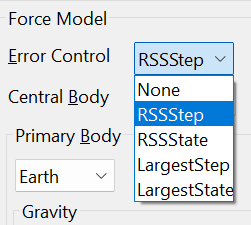 Force Model
Error Control RSSStep
None
Central Body RSSStep
RSSState
Primary Body
LargestStep
Earth LargestState
Gravity